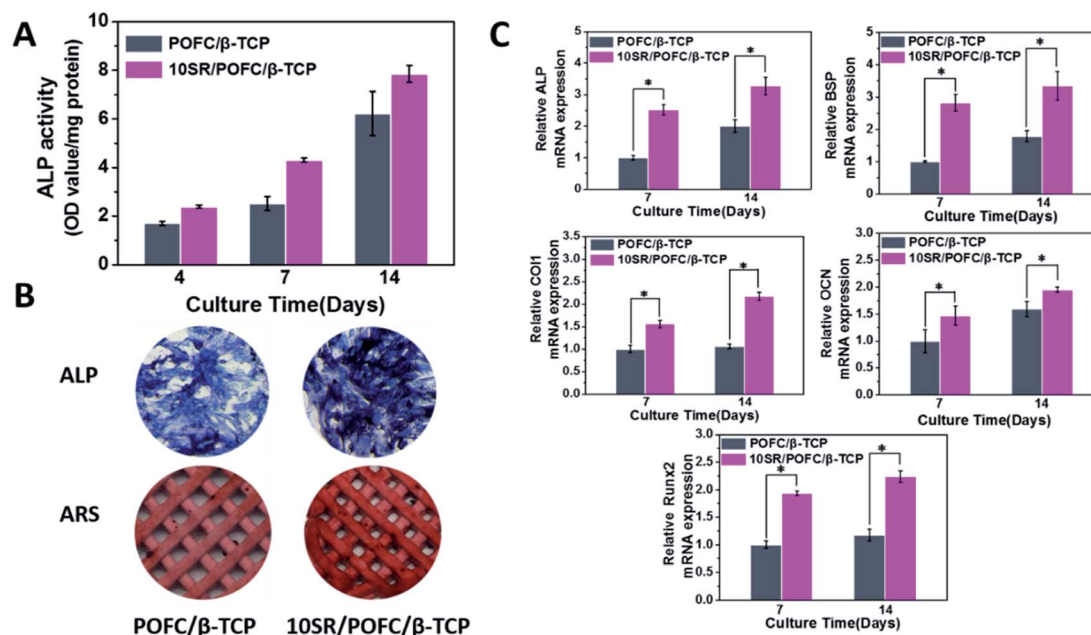 A
ALP activity
(OD value/mg protein)
10
8
6
4
2
0
POFC/β-TCP
10SR/POFC/β-TCP
4 7 14
Culture Time(Days)
B
ALP
ARS
POFC/β-TCP 10SR/POFC/β-TCP
C
Relative ALP
mRNA expression
5
4
3
2
1
0
POFC/β-TCP
10SR/POFC/β-TCP
* *
7 14
Culture Time(Days)
Relative BSP
mRNA expression
5
4
3
2
1
0
POFC/β-TCP
10SR/POFC/β-TCP
* *
7 14
Culture Time(Days)
Relative COl1
mRNA expression
3.0
2.5
2.0
1.5
1.0
0.5
0.0
POFC/β-TCP
10SR/POFC/β-TCP
* *
7 14
Culture Time(Days)
Relative OCN
mRNA expression
3.0
2.5
2.0
1.5
1.0
0.5
0.0
POFC/β-TCP
10SR/POFC/β-TCP
* *
7 14
Culture Time(Days)
Relative Runx2
mRNA expression
3.0
2.5
2.0
1.5
1.0
0.5
0.0
POFC/β-TCP
10SR/POFC/β-TCP
* *
7 14
Culture Time(Days)